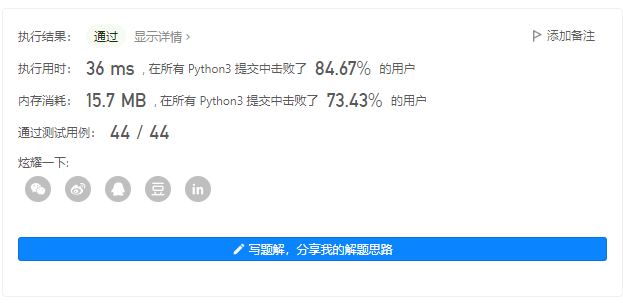 执行结果: 通过 显示详情 > 添加备注
执行用时: 36 ms , 在所有 Python3 提交中击败了 84.67% 的用户
内存消耗: 15.7 MB , 在所有 Python3 提交中击败了 73.43% 的用户
通过测试用例: 44 / 44
炫耀一下:
豆 in
写题解, 分享我的解题思路